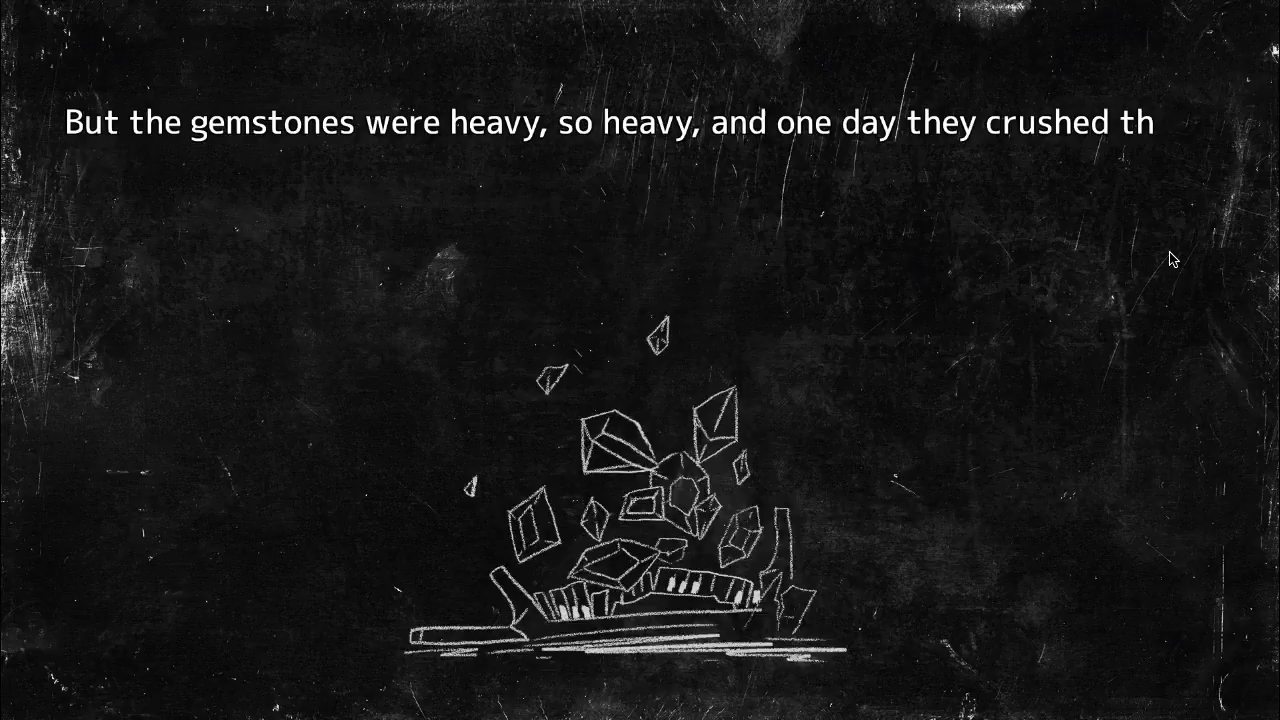 But the gemstones were heavy, so heavy, and one day they crushed th